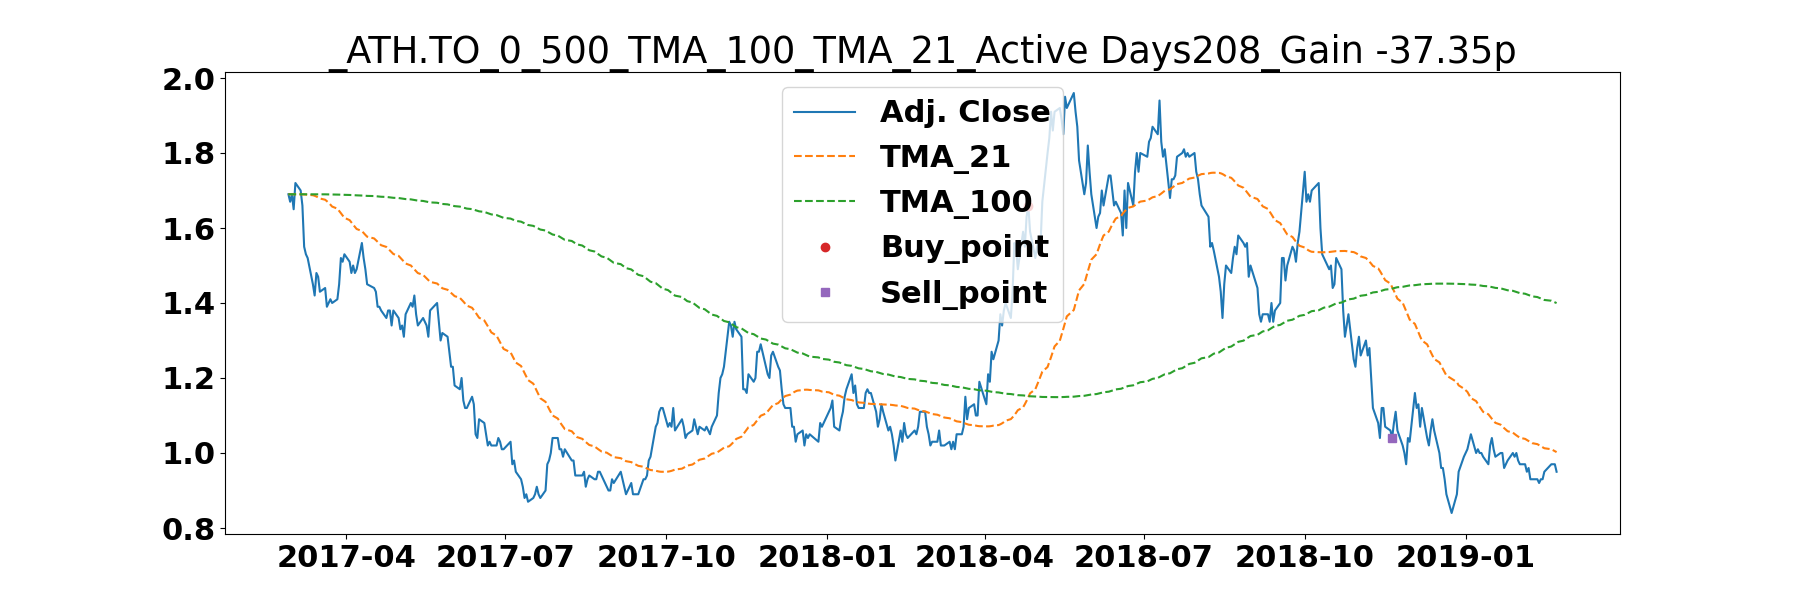 _ATH.TO_0_500_TMA_100_TMA_21_Active Days208_Gain -37.35p
2.0
1.8
1.6
1.4
1.2
1.0
0.8
Adj. Close
TMA_21
TMA_100
Buy_point
Sell_point
2017-04 2017-07 2017-10 2018-01 2018-04 2018-07 2018-10 2019-01